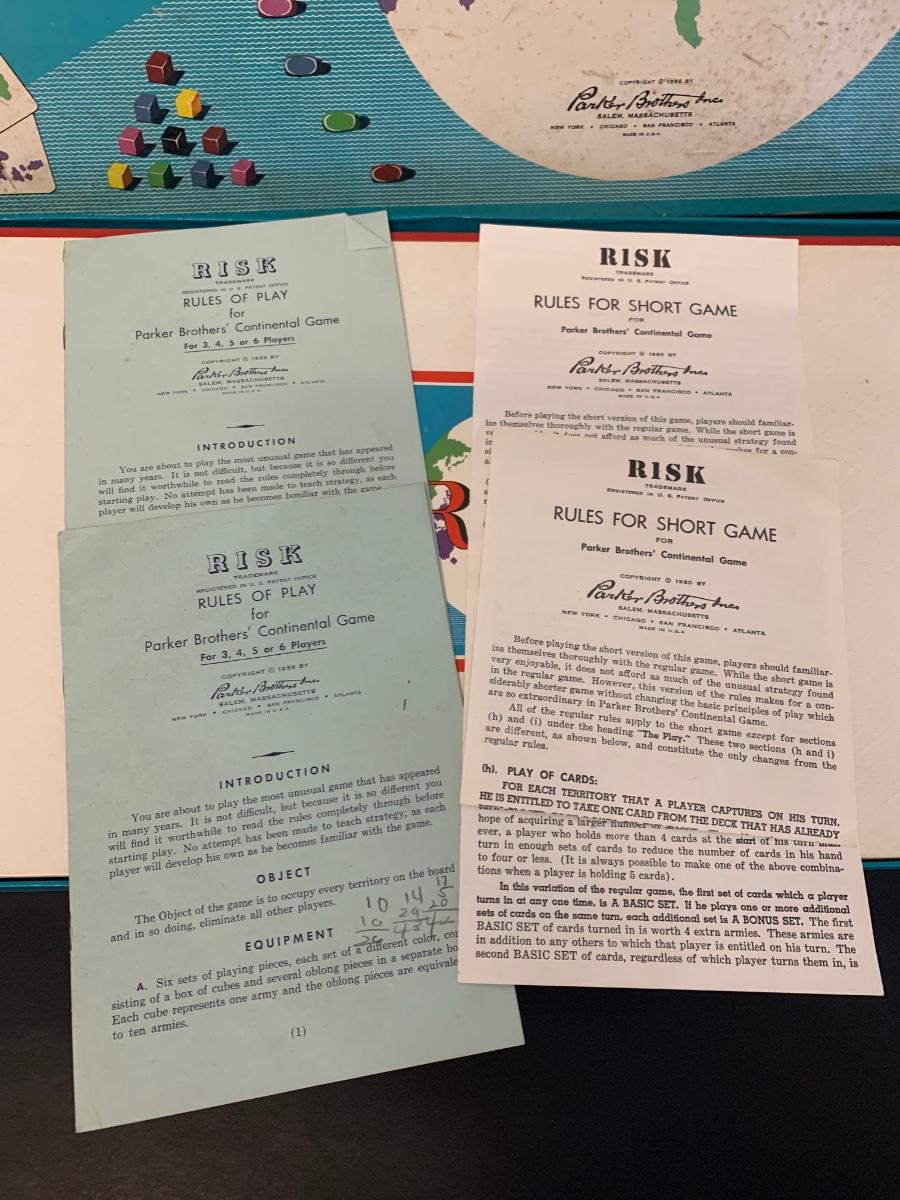 COPYRIGHT © 1959 BY
Parker Brothers Inc
SALEM, MASSACHUSETTS
NEW YORK • CHICAGO • SAN FRANCISCO • ATLANTA
MADE IN U.S.A.
RISK
TRADEMARK
REGISTERED IN U. S. PATENT OFFICE
RULES OF PLAY
for
Parker Brothers' Continental Game
For 3, 4, 5 or 6 Players
COPYRIGHT © 1959 BY
Parker Brothers Inc
SALEM, MASSACHUSETTS
NEW YORK • CHICAGO • SAN FRANCISCO • ATLANTA
MADE IN U.S.A.
INTRODUCTION
You are about to play the most unusual game that has appeared
in many years. It is not difficult, but because it is so different you
will find it worthwhile to read the rules completely through before
starting play. No attempt has been made to teach strategy, as each
player will develop his own as he becomes familiar with the game
RISK
TRADEMARK
REGISTERED IN U. S. PATENT OFFICE
RULES OF PLAY
for
Parker Brothers' Continental Game
For 3, 4, 5 or 6 Players
COPYRIGHT © 1959 BY
Parker Brothers Inc
SALEM, MASSACHUSETTS
NEW YORK • CHICAGO • SAN FRANCISCO • ATLANTA
MADE IN U.S.A.
INTRODUCTION
You are about to play the most unusual game that has appeared
in many years. It is not difficult, but because it is so different you
will find it worthwhile to read the rules completely through before
starting play. No attempt has been made to teach strategy, as each
player will develop his own as he becomes familiar with the game.
OBJECT
The Object of the game is to occupy every territory on the board
and in so doing, eliminate all other players.
17
10 14 5
10 29 20
20
EQUIPMENT
A. Six sets of playing pieces, each set of a different color, con
sisting of a box of cubes and several oblong pieces in a separate bo
Each cube represents one army and the oblong pieces are equivale
to ten armies.
(1)
RISK
TRADEMARK
REGISTERED IN U. S. PATENT OFFICE
RULES FOR SHORT GAME
FOR
Parker Brothers' Continental Game
COPYRIGHT © 1960 BY
Parker Brothers Inc
SALEM, MASSACHUSETTS
NEW YORK • CHICAGO • SAN FRANCISCO • ATLANTA
MADE IN U.S.A.
Before playing the short version of this game, players should familiar-
ize themselves thoroughly with the regular game. While the short game is
it does not afford as much of the unusual strategy found
makes for a con-
RISK
TRADEMARK
REGISTERED IN U. S. PATENT OFFICE
RULES FOR SHORT GAME
FOR
Parker Brothers' Continental Game
COPYRIGHT © 1960 BY
Parker Brothers Inc
SALEM, MASSACHUSETTS
NEW YORK • CHICAGO • SAN FRANCISCO • ATLANTA
MADE IN U.S.A
Before playing the short version of this game, players should familiar-
ize themselves thoroughly with the regular game. While the short game is
very enjoyable, it does not afford as much of the unusual strategy found
in the regular game. However, this version of the rules makes for a con-
siderably shorter game without changing the basic principles of play which
are so extraordinary in Parker Brothers' Continental Game.
All of the regular rules apply to the short game except for sections
(h) and (i) under the heading "The Play." These two sections (h and i)
are different, as shown below, and constitute the only changes from the
regular rules.
(h). PLAY OF CARDS:
FOR EACH TERRITORY THAT A PLAYER CAPTURES ON HIS TURN,
HE IS ENTITLED TO TAKE ONE CARD FROM THE DECK THAT HAS ALREADY
hope of acquiring a larger number of
ever, a player who holds more than 4 cards at the start of his turn must
turn in enough sets of cards to reduce the number of cards in his hand
to four or less. (It is always possible to make one of the above combina-
tions when a player is holding 5 cards).
In this variation of the regular game, the first set of cards which a player
turns in at any one time, is A BASIC SET. If he plays one or more additional
sets of cards on the same turn, each additional set is A BONUS SET. The first
BASIC SET of cards turned in is worth 4 extra armies. These armies are
in addition to any others to which that player is entitled on his turn. The
second BASIC SET of cards, regardless of which player turns them in, is